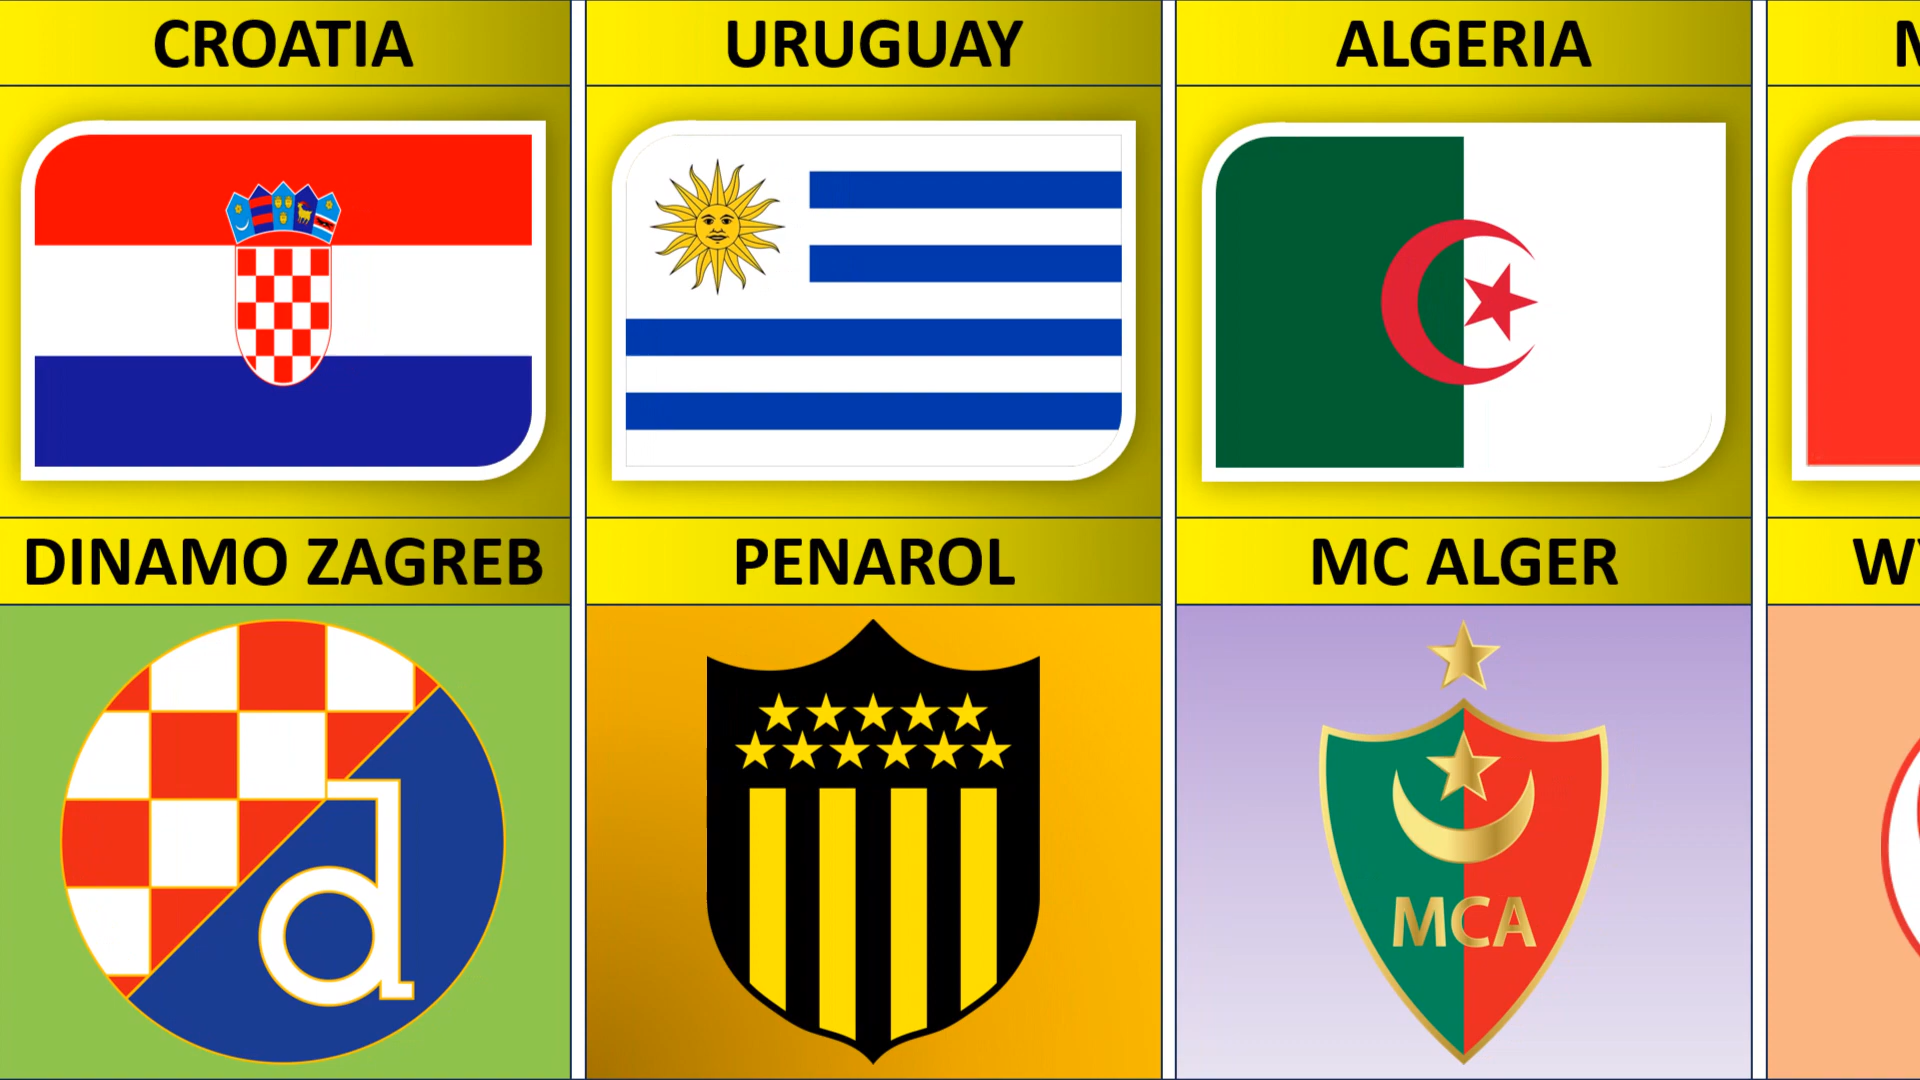 CROATIA
URUGUAY
ALGERIA
DINAMO ZAGREB
PENAROL
MC ALGER
d
MCA